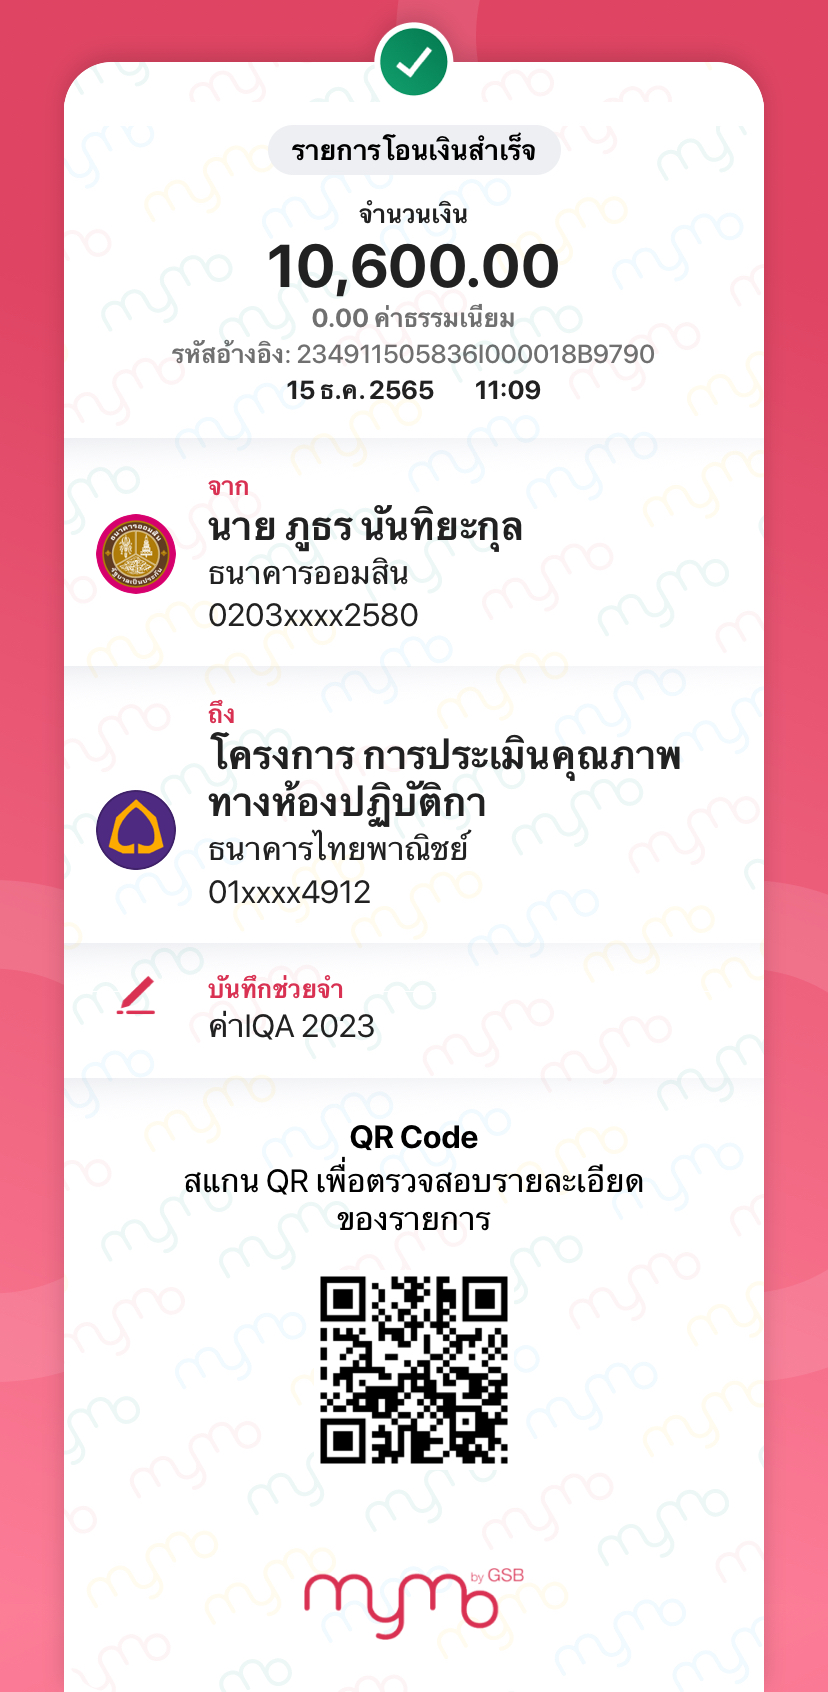 รายการโอนเงินสำเร็จ
จำนวนเงิน
10,600.00
0.00 ค่าธรรมเนียม
รหัสอ้างอิง: 234911505836I000018B9790
15 ธ.ค. 2565 11:09
จาก
นาย ภูธร นันทิยะกุล
ธนาคารออมสิน
0203xxxx2580
ถึง
โครงการ การประเมินคุณภาพ
ทางห้องปฏิบัติกา
ธนาคารไทยพาณิชย์
01xxxx4912
บันทึกช่วยจำ
ค่าIQA 2023
QR Code
สแกน QR เพื่อตรวจสอบรายละเอียด
ของรายการ
mymo by GSB